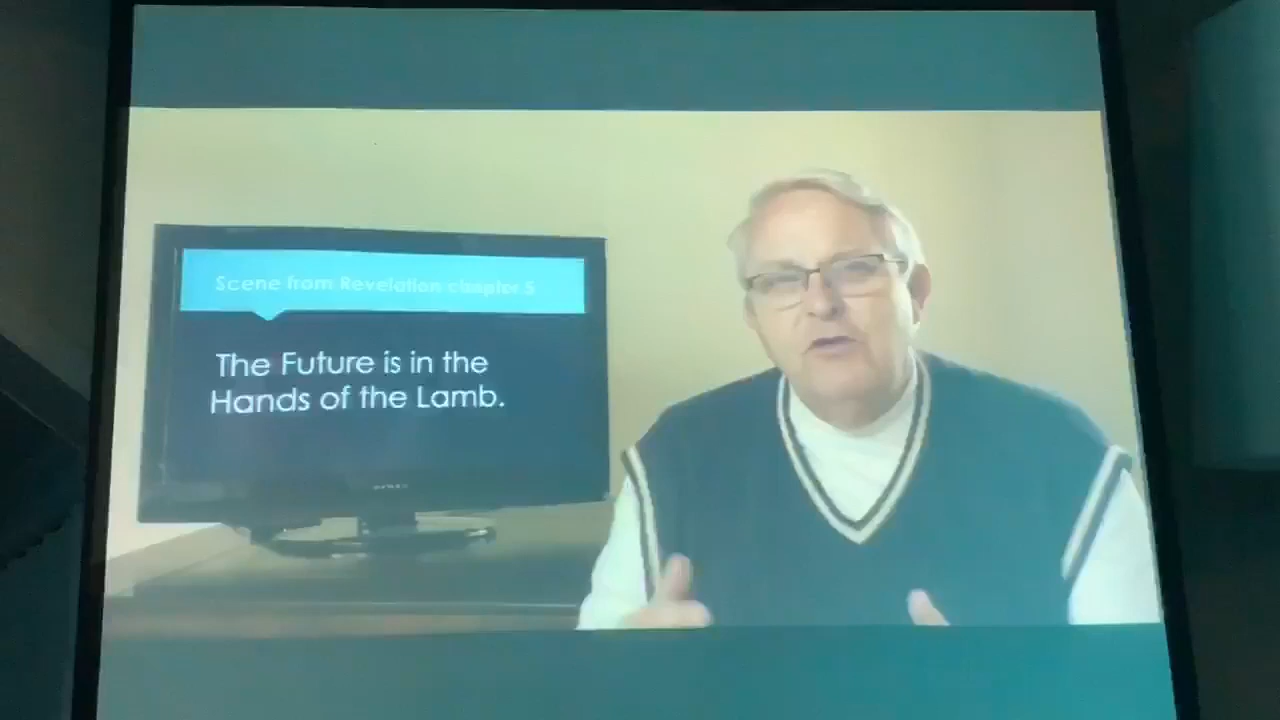 Scene from Revelation chapter 5
The Future is in the
Hands of the Lamb.